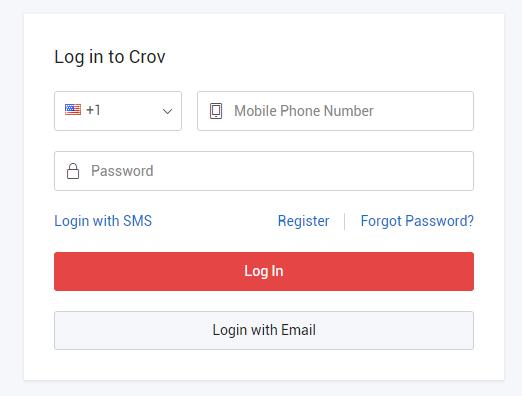 Log in to Crov
+1 Mobile Phone Number
Password
Login with SMS Register Forgot Password?
Log In
Login with Email